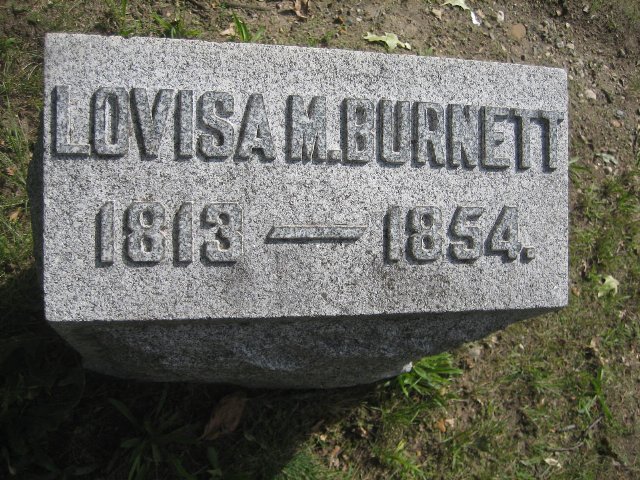 LOVISA M. BURNETT
1813 — 1854.